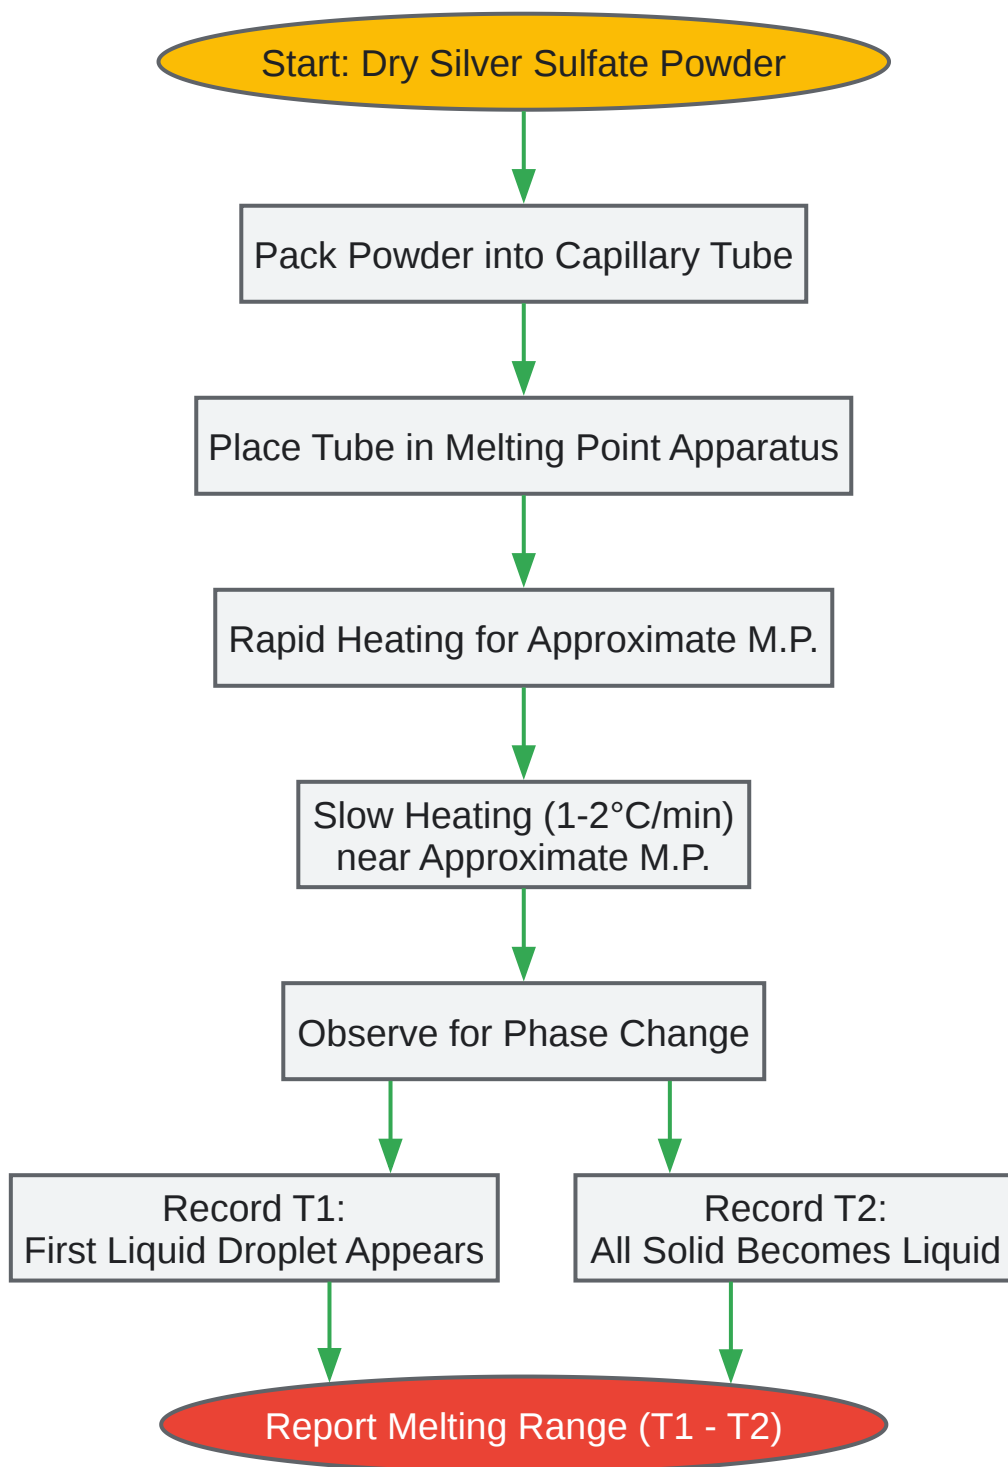 Start: Dry Silver Sulfate Powder
Pack Powder into Capillary Tube
Place Tube in Melting Point Apparatus
Rapid Heating for Approximate M.P.
Slow Heating (1-2°C/min)
near Approximate M.P.
Observe for Phase Change
Record T1:
First Liquid Droplet Appears
Record T2:
All Solid Becomes Liquid
Report Melting Range (T1 - T2)